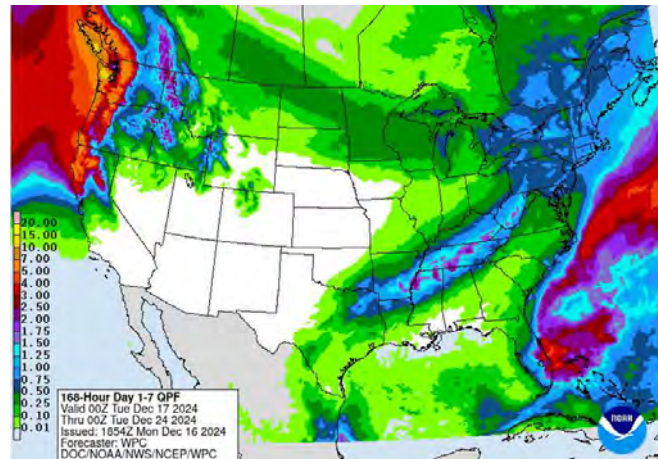 20.00
15.00
10.00
7.00
5.00
4.00
3.00
2.50
2.00
1.75
1.50
1.25
1.00
0.75
0.50
0.25
0.10
0.01
168-Hour Day 1-7 QPF
Valid 00Z Tue Dec 17 2024
Thru 00Z Tue Dec 24 2024
Issued: 1854Z Mon Dec 16 2024
Forecaster: WPC
DOC/NOAA/NWS/NCEP/WPC
NOAA